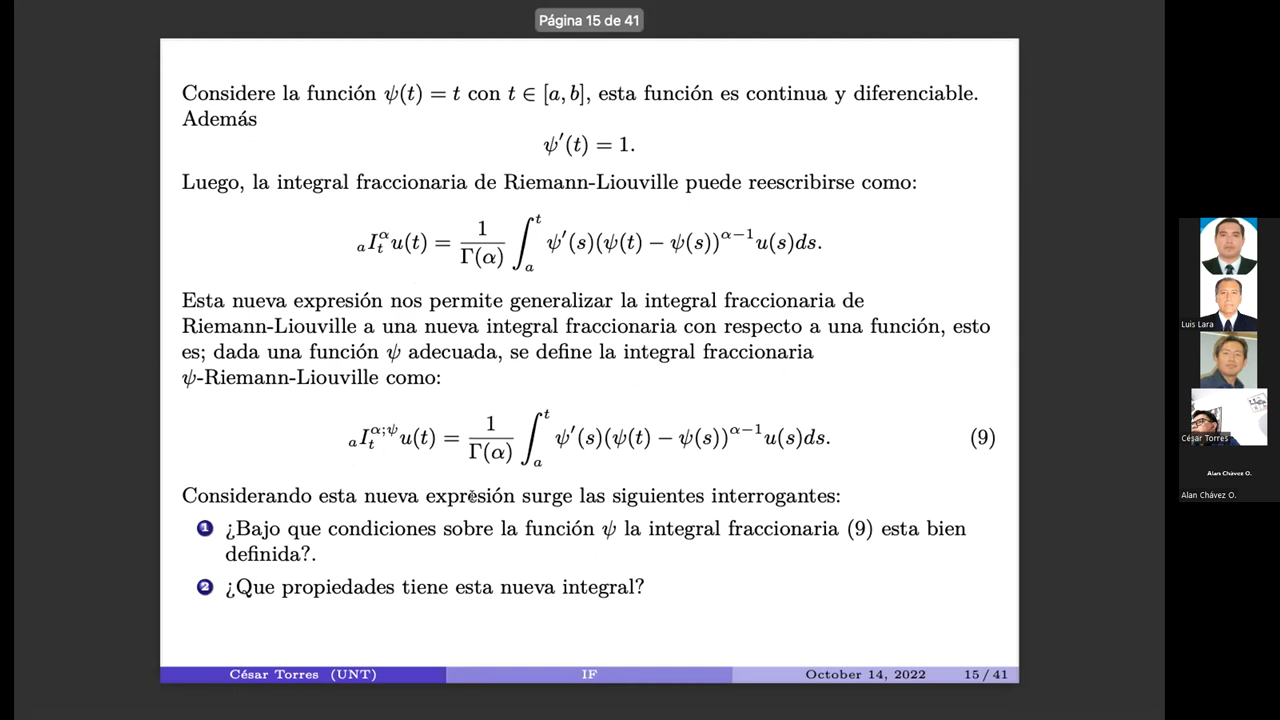 Página 15 de 41
Considere la función ψ(t) = t con t ∈ [a, b], esta función es continua y diferenciable.
Además
ψ′(t) = 1.
Luego, la integral fraccionaria de Riemann-Liouville puede reescribirse como:
ₐI_t^α u(t) = 1/Γ(α) ∫_a^t ψ′(s)(ψ(t) − ψ(s))^{α−1} u(s)ds.
Esta nueva expresión nos permite generalizar la integral fraccionaria de
Riemann-Liouville a una nueva integral fraccionaria con respecto a una función, esto
es; dada una función ψ adecuada, se define la integral fraccionaria
ψ-Riemann-Liouville como:
ₐI_t^{α;ψ} u(t) = 1/Γ(α) ∫_a^t ψ′(s)(ψ(t) − ψ(s))^{α−1} u(s)ds. (9)
Considerando esta nueva expresión surge las siguientes interrogantes:
1 ¿Bajo que condiciones sobre la función ψ la integral fraccionaria (9) esta bien
definida?.
2 ¿Que propiedades tiene esta nueva integral?
César Torres (UNT) IF October 14, 2022 15 / 41
Luis Lara
César Torres
Alan Chávez O.
Alan Chávez O.